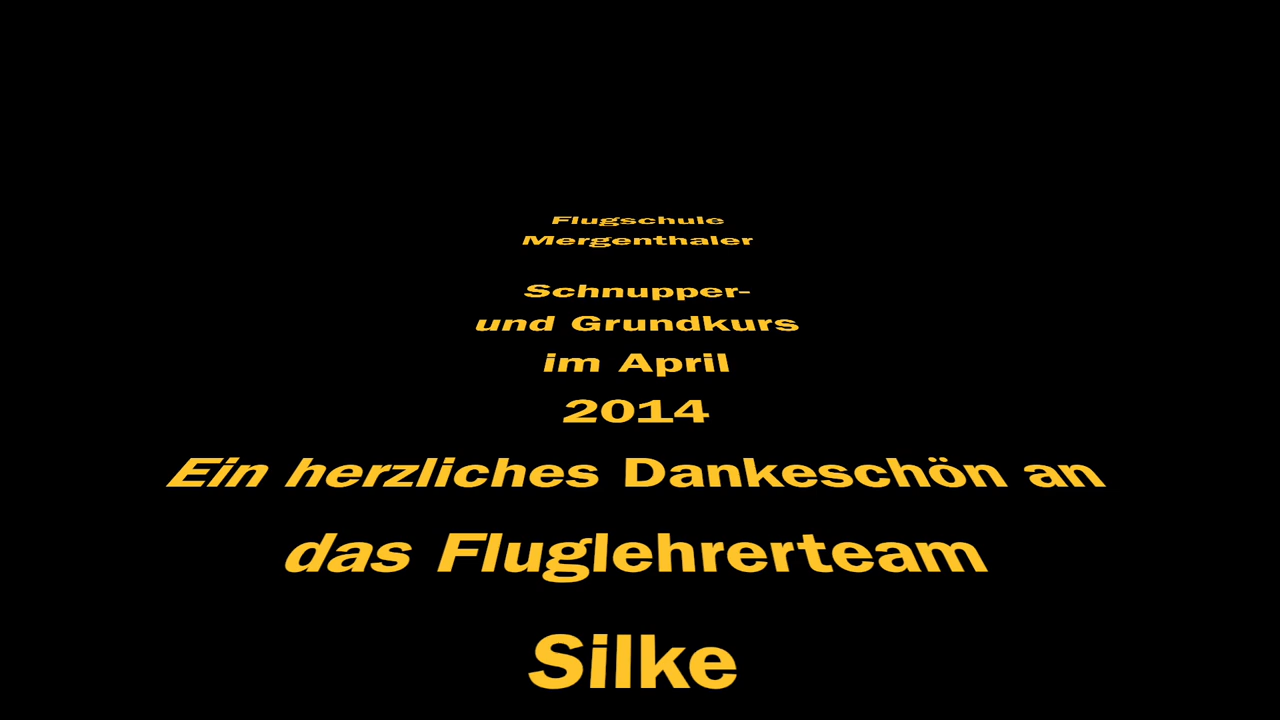 Flugschule
Mergenthaler
Schnupper-
und Grundkurs
im April
2014
Ein herzliches Dankeschön an
das Fluglehrerteam
Silke